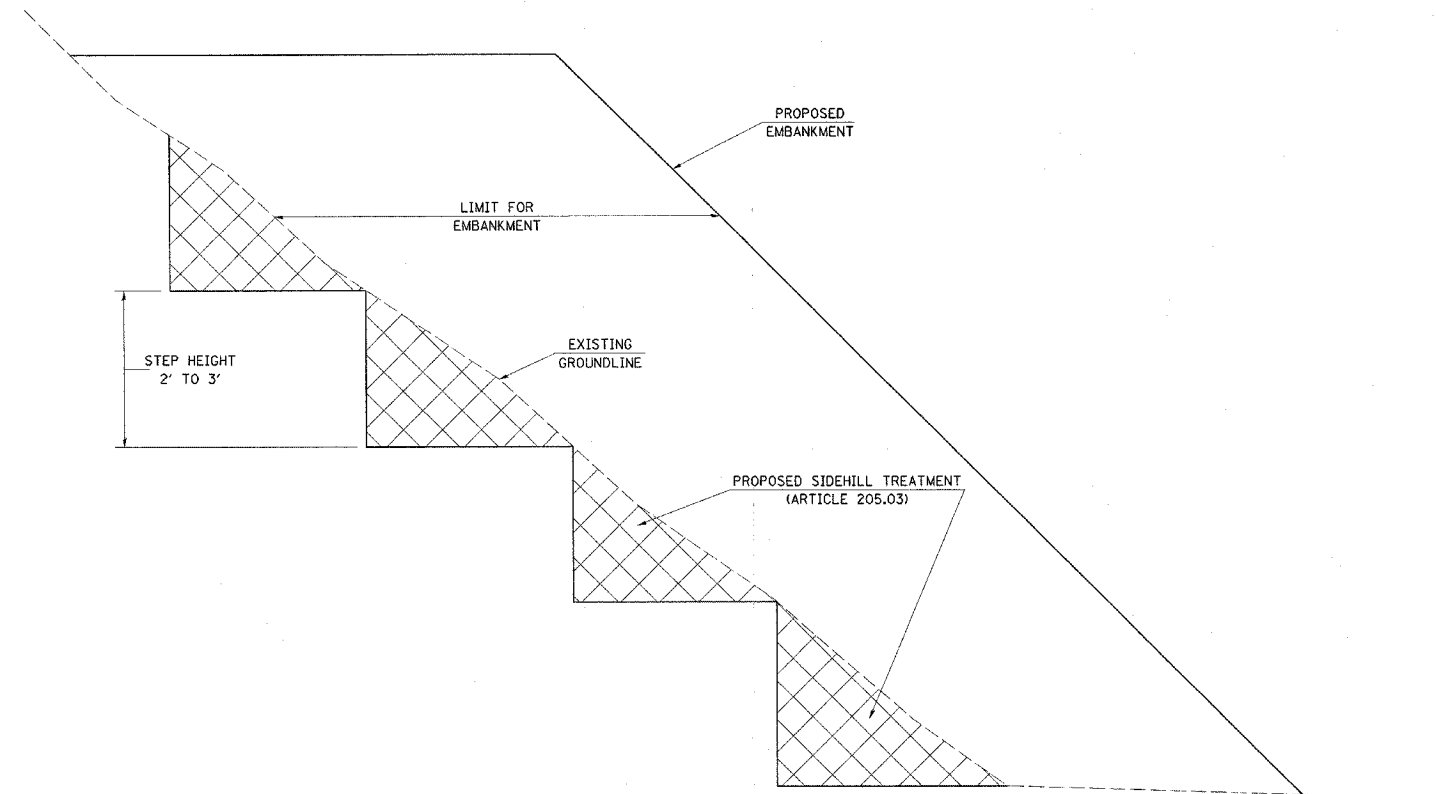 PROPOSED
EMBANKMENT
LIMIT FOR
EMBANKMENT
EXISTING
GROUNDLINE
STEP HEIGHT
2' TO 3'
PROPOSED SIDEHILL TREATMENT
(ARTICLE 205.03)